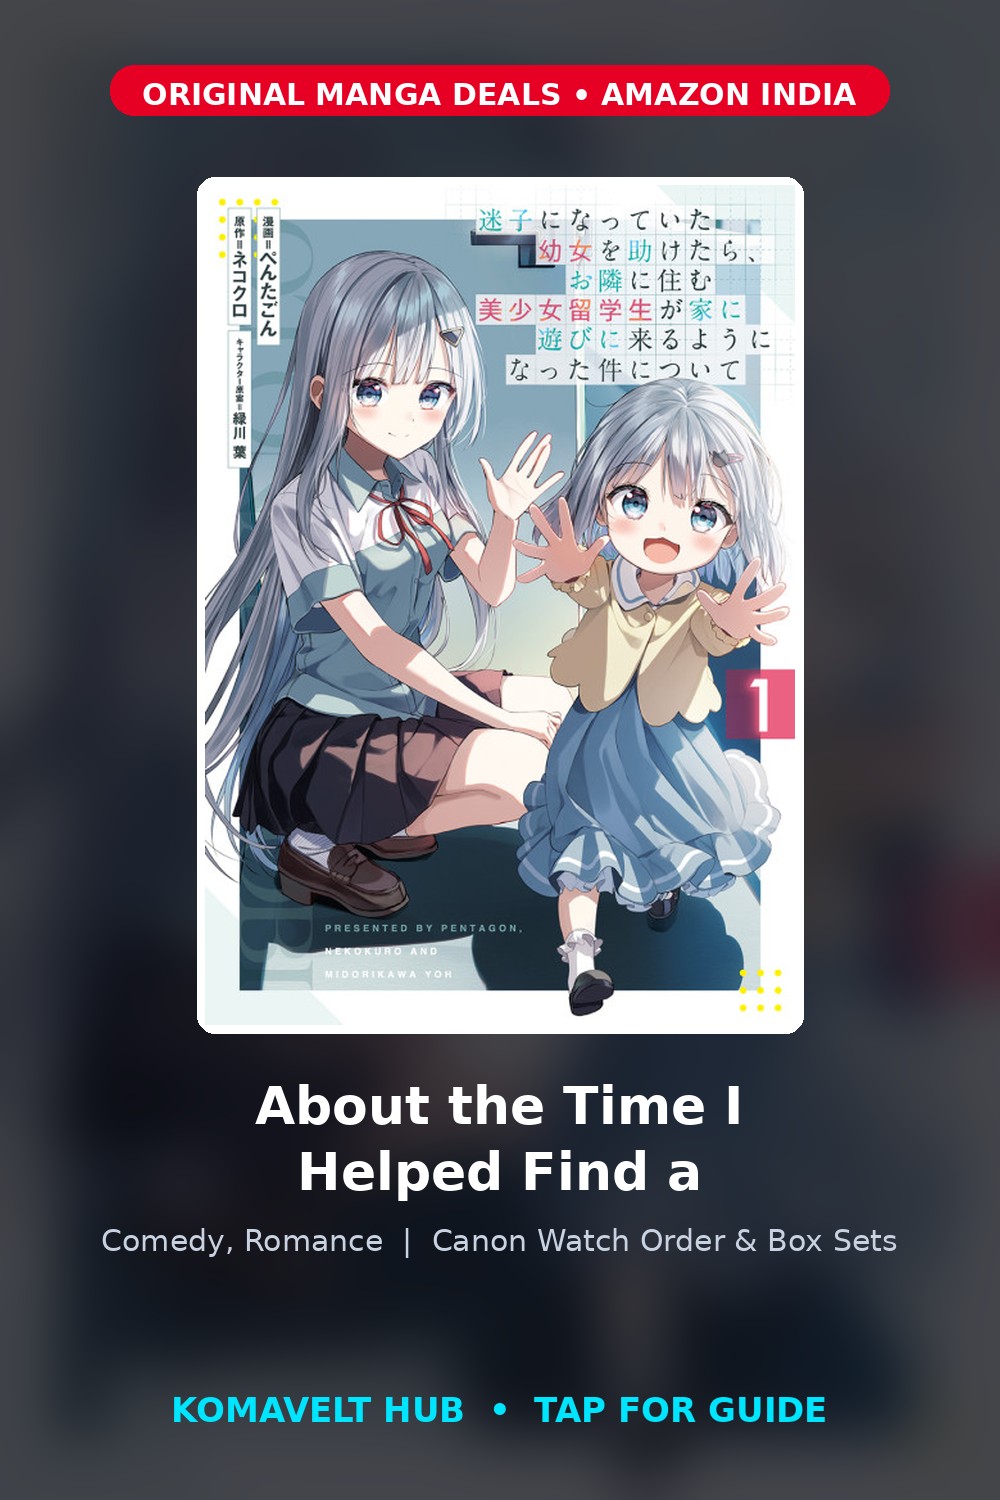 ORIGINAL MANGA DEALS • AMAZON INDIA
迷子になっていた
幼女を助けたら、
お隣に住む
美少女留学生が家に
遊びに来るように
なった件について
漫画=ぺんたごん
原作=ネコクロ
キャラクター原案=緑川 葉
1
PRESENTED BY PENTAGON,
NEKOKURO AND
MIDORIKAWA YOH
About the Time I
Helped Find a
Comedy, Romance | Canon Watch Order & Box Sets
KOMAVELT HUB • TAP FOR GUIDE